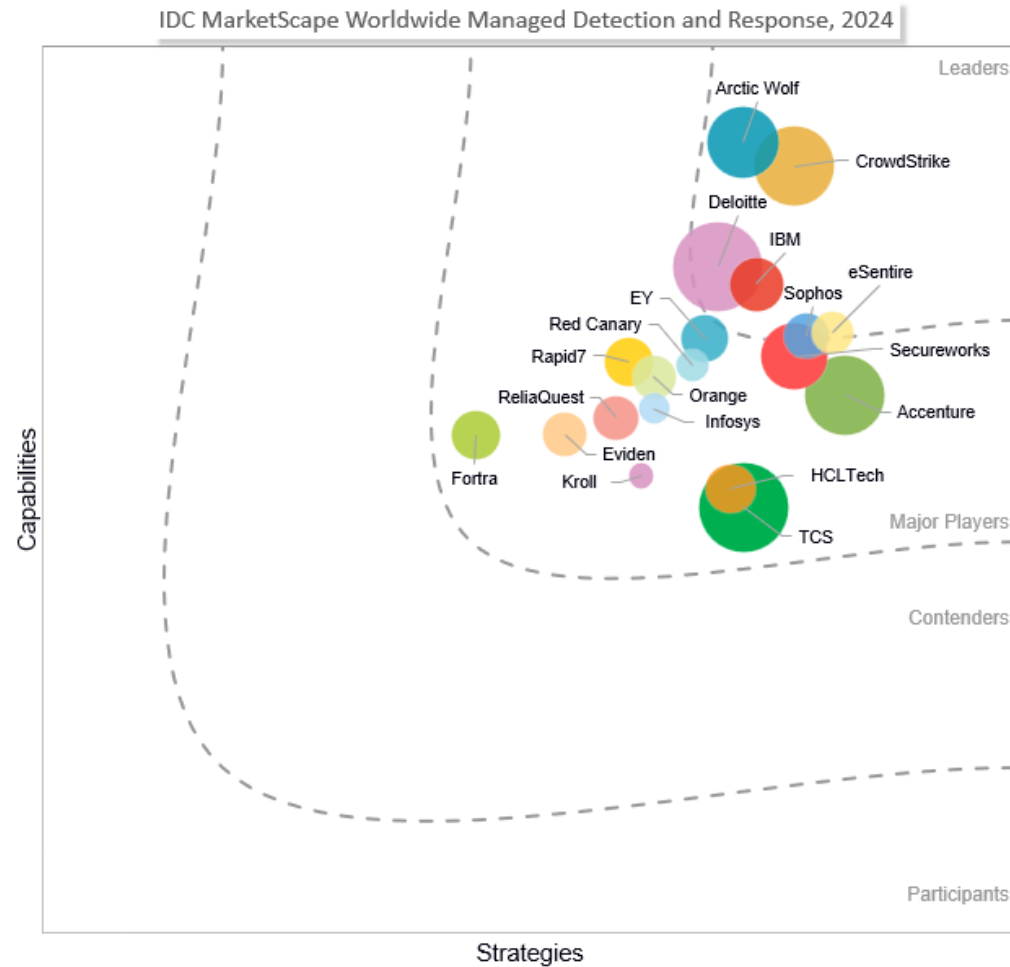 IDC MarketScape Worldwide Managed Detection and Response, 2024
Leaders
Arctic Wolf
CrowdStrike
Deloitte
IBM
eSentire
Sophos
EY
Red Canary
Secureworks
Rapid7
ReliaQuest
Orange
Accenture
Infosys
Eviden
Fortra
Kroll
HCLTech
Major Players
TCS
Contenders
Participants
Capabilities
Strategies